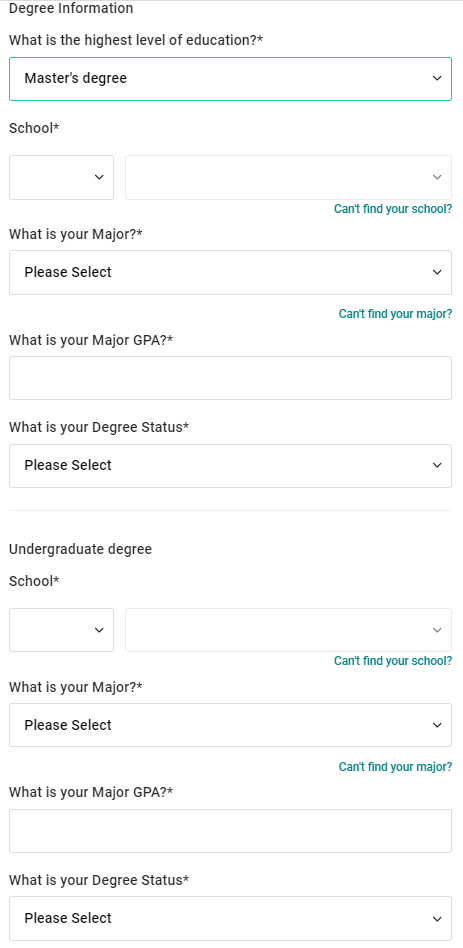 Degree Information
What is the highest level of education?*
Master's degree
School*
Can't find your school?
What is your Major?*
Please Select
Can't find your major?
What is your Major GPA?*
What is your Degree Status*
Please Select
Undergraduate degree
School*
Can't find your school?
What is your Major?*
Please Select
Can't find your major?
What is your Major GPA?*
What is your Degree Status*
Please Select